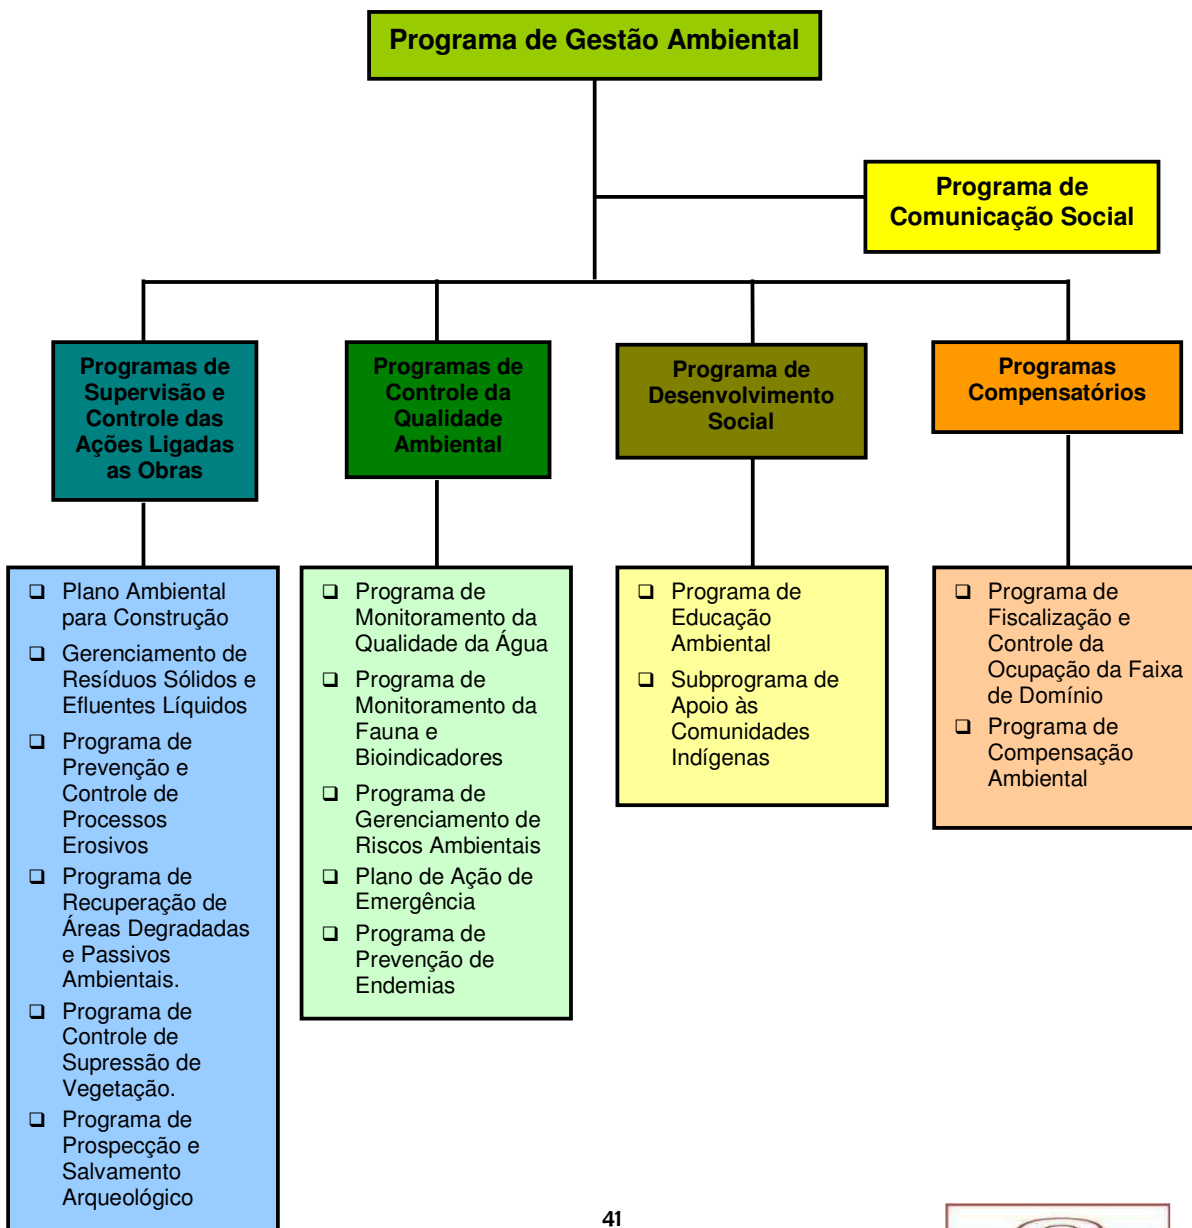 Programa de Gestão Ambiental
Programa de
Comunicação Social
Programas de
Supervisão e
Controle das
Ações Ligadas
as Obras
Programas de
Controle da
Qualidade
Ambiental
Programa de
Desenvolvimento
Social
Programas
Compensatórios
❑ Plano Ambiental
para Construção
❑ Gerenciamento de
Resíduos Sólidos e
Efluentes Líquidos
❑ Programa de
Prevenção e
Controle de
Processos
Erosivos
❑ Programa de
Recuperação de
Áreas Degradadas
e Passivos
Ambientais.
❑ Programa de
Controle de
Supressão de
Vegetação.
❑ Programa de
Prospecção e
Salvamento
Arqueológico
❑ Programa de
Monitoramento da
Qualidade da Água
❑ Programa de
Monitoramento da
Fauna e
Bioindicadores
❑ Programa de
Gerenciamento de
Riscos Ambientais
❑ Plano de Ação de
Emergência
❑ Programa de
Prevenção de
Endemias
❑ Programa de
Educação
Ambiental
❑ Subprograma de
Apoio às
Comunidades
Indígenas
❑ Programa de
Fiscalização e
Controle da
Ocupação da Faixa
de Domínio
❑ Programa de
Compensação
Ambiental
41